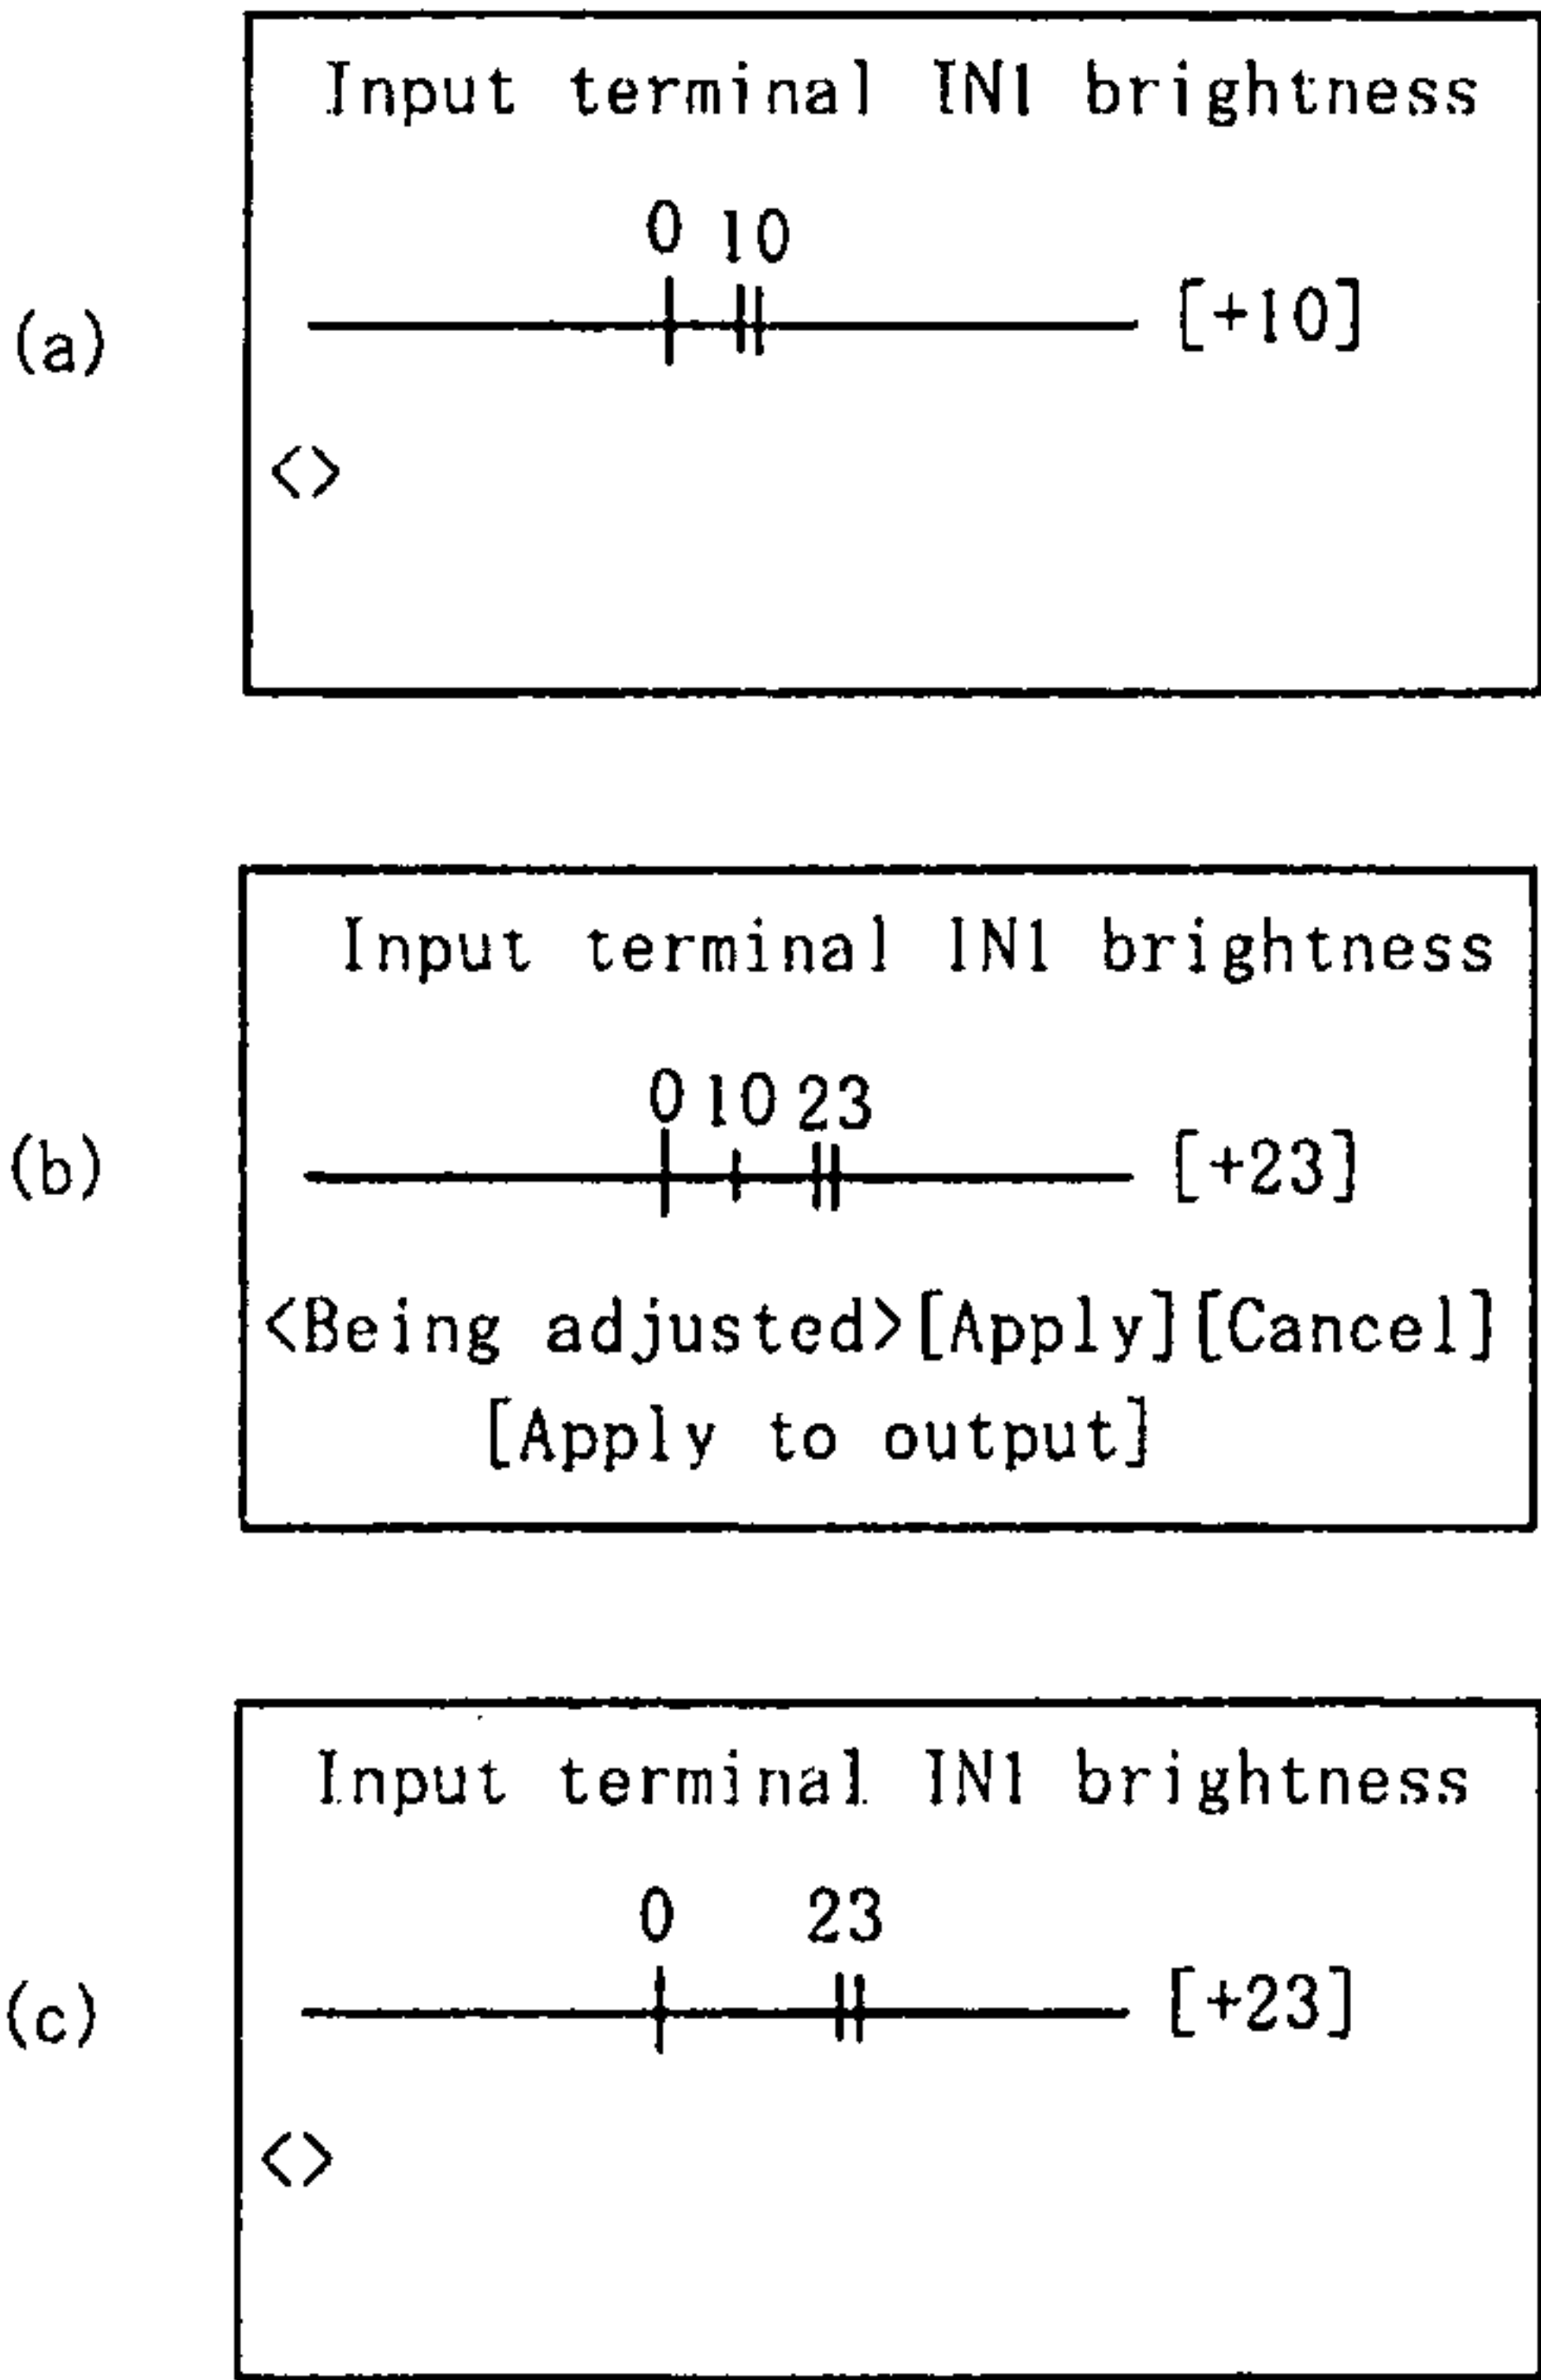 Input terminal IN1 brightness
0 10
(a)
[+10]
<>
Input terminal IN1 brightness
0 10 23
(b)
[+23]
<Being adjusted>[Apply][Cancel]
[Apply to output]
Input terminal IN1 brightness
0 23
(c)
[+23]
<>